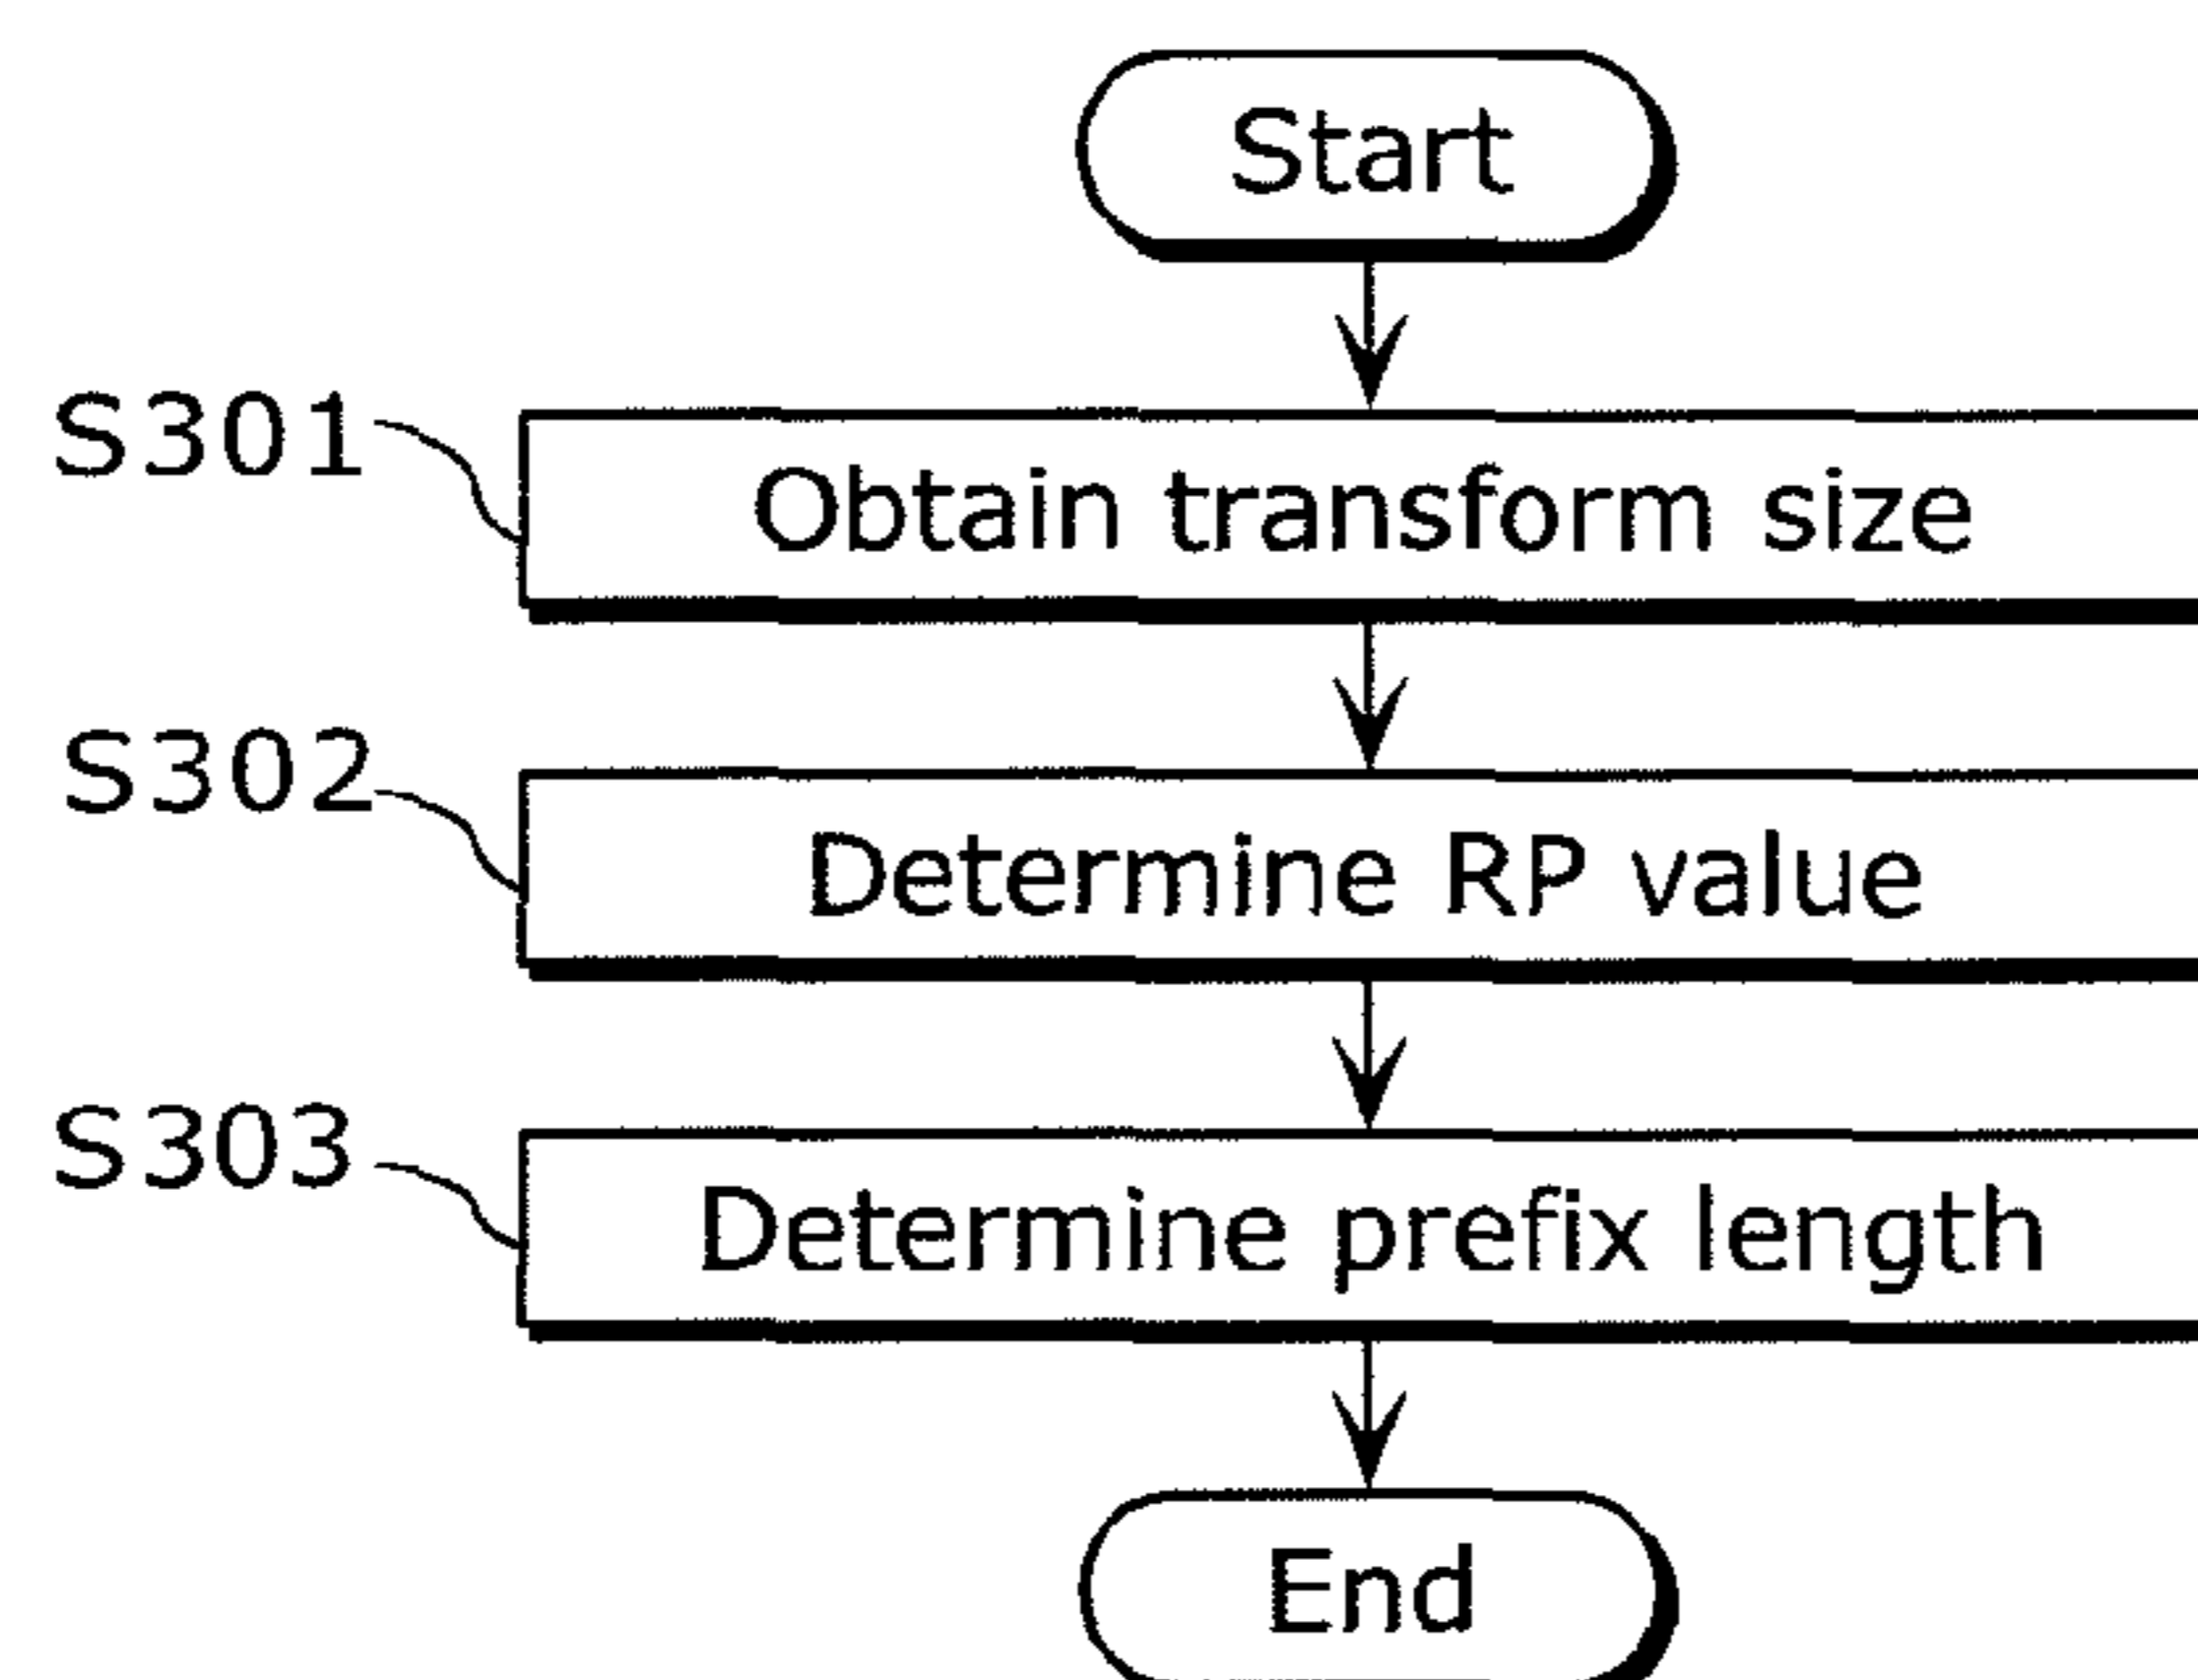 Start
S301
Obtain transform size
S302
Determine RP value
S303
Determine prefix length
End